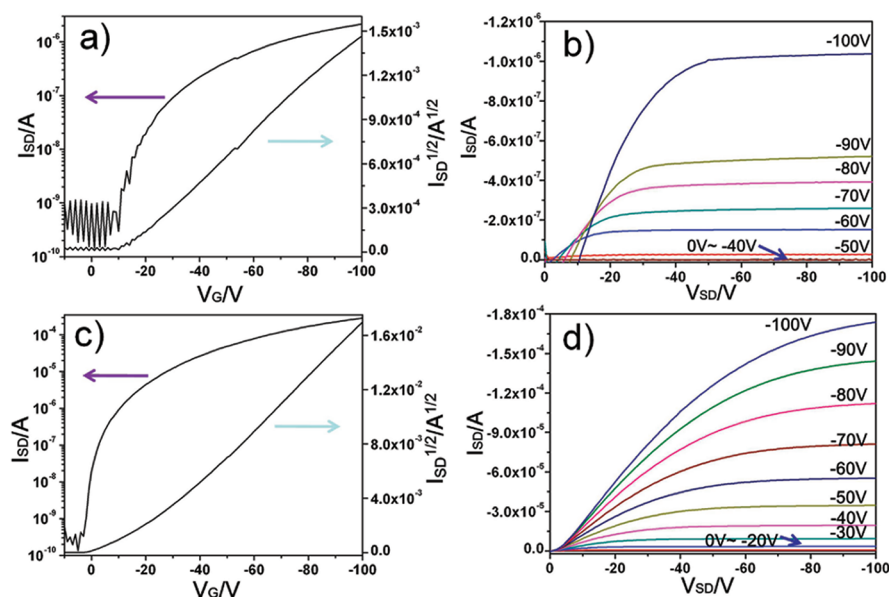 a)
10⁻⁶
10⁻⁷
10⁻⁸
10⁻⁹
10⁻¹⁰
I_SD/A
0 -20 -40 -60 -80 -100
V_G/V
1.5x10⁻³
1.2x10⁻³
9.0x10⁻⁴
6.0x10⁻⁴
3.0x10⁻⁴
0.0
I_SD^1/2/A^1/2
b)
-1.2x10⁻⁶
-1.0x10⁻⁶
-8.0x10⁻⁷
-6.0x10⁻⁷
-4.0x10⁻⁷
-2.0x10⁻⁷
0.0
I_SD/A
-100V
-90V
-80V
-70V
-60V
-50V
0V~ -40V
0 -20 -40 -60 -80 -100
V_SD/V
c)
10⁻⁴
10⁻⁵
10⁻⁶
10⁻⁷
10⁻⁸
10⁻⁹
10⁻¹⁰
I_SD/A
0 -20 -40 -60 -80 -100
V_G/V
1.6x10⁻²
1.2x10⁻²
8.0x10⁻³
4.0x10⁻³
0.0
I_SD^1/2/A^1/2
d)
-1.8x10⁻⁴
-1.5x10⁻⁴
-1.2x10⁻⁴
-9.0x10⁻⁵
-6.0x10⁻⁵
-3.0x10⁻⁵
0.0
I_SD/A
-100V
-90V
-80V
-70V
-60V
-50V
-40V
-30V
0V~ -20V
0 -20 -40 -60 -80 -100
V_SD/V